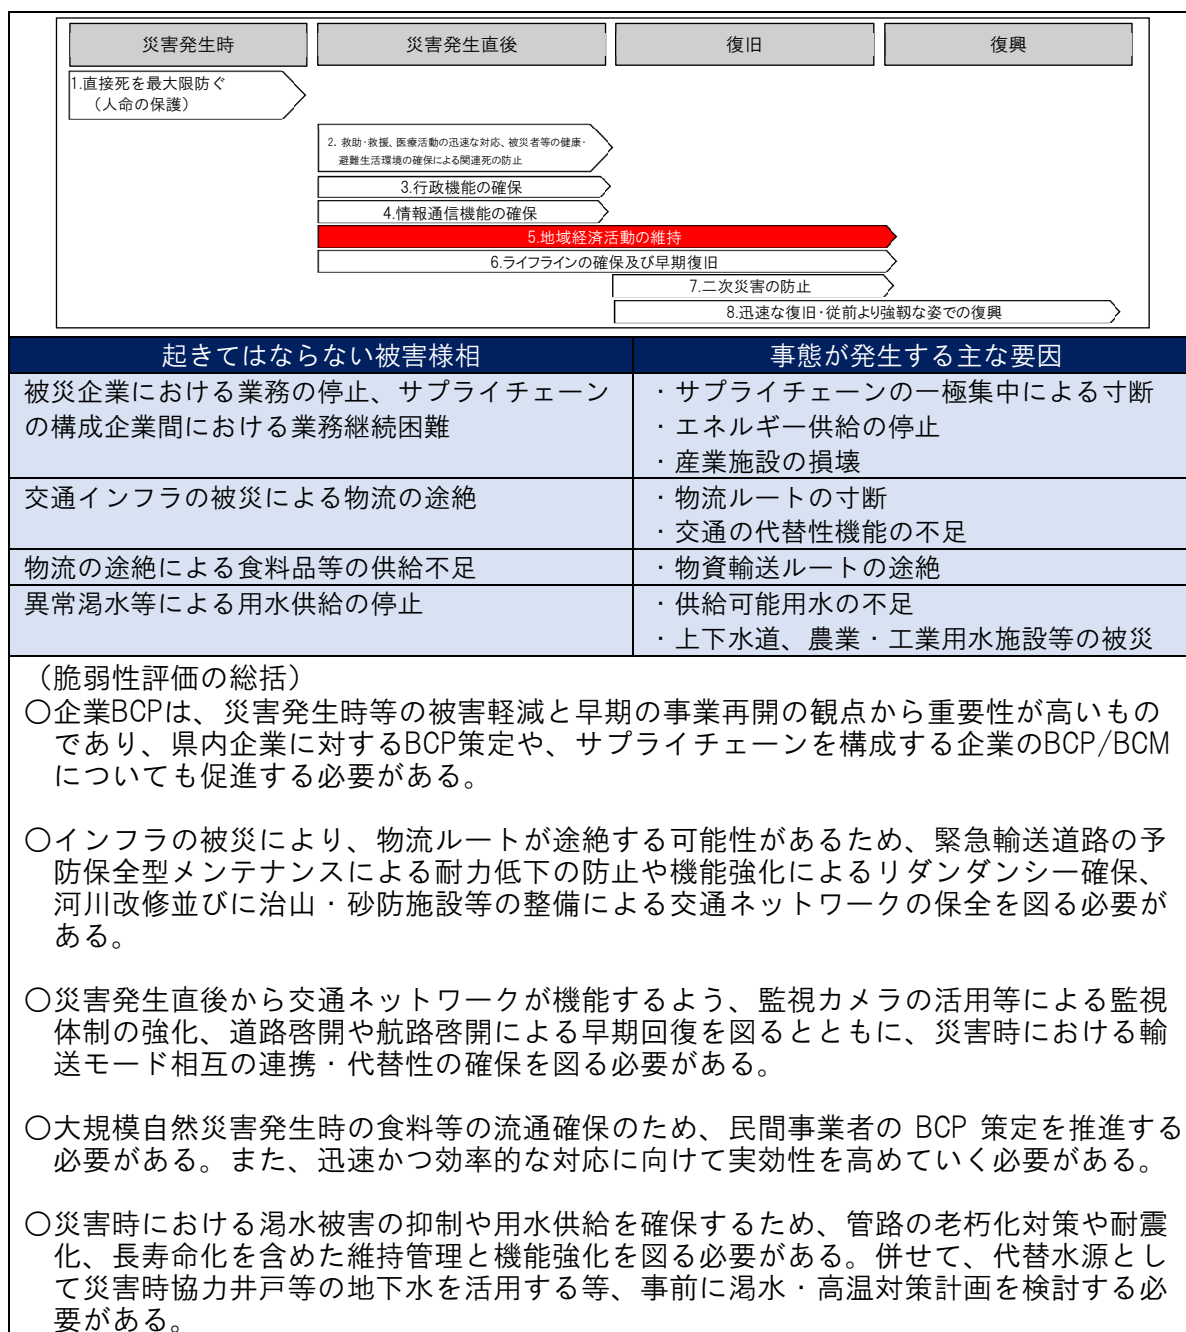 災害発生時
災害発生直後
復旧
復興
1.直接死を最大限防ぐ
（人命の保護）
2. 救助・救援、医療活動の迅速な対応、被災者等の健康・
避難生活環境の確保による関連死の防止
3.行政機能の確保
4.情報通信機能の確保
5.地域経済活動の維持
6.ライフラインの確保及び早期復旧
7.二次災害の防止
8.迅速な復旧・従前より強靱な姿での復興
起きてはならない被害様相
事態が発生する主な要因
被災企業における業務の停止、サプライチェーン
の構成企業間における業務継続困難
・サプライチェーンの一極集中による寸断
・エネルギー供給の停止
・産業施設の損壊
交通インフラの被災による物流の途絶
・物流ルートの寸断
・交通の代替性機能の不足
物流の途絶による食料品等の供給不足
・物資輸送ルートの途絶
異常渇水等による用水供給の停止
・供給可能用水の不足
・上下水道、農業・工業用水施設等の被災
（脆弱性評価の総括）
○企業BCPは、災害発生時等の被害軽減と早期の事業再開の観点から重要性が高いもの
であり、県内企業に対するBCP策定や、サプライチェーンを構成する企業のBCP/BCM
についても促進する必要がある。
○インフラの被災により、物流ルートが途絶する可能性があるため、緊急輸送道路の予
防保全型メンテナンスによる耐力低下の防止や機能強化によるリダンダンシー確保、
河川改修並びに治山・砂防施設等の整備による交通ネットワークの保全を図る必要が
ある。
○災害発生直後から交通ネットワークが機能するよう、監視カメラの活用等による監視
体制の強化、道路啓開や航路啓開による早期回復を図るとともに、災害時における輸
送モード相互の連携・代替性の確保を図る必要がある。
○大規模自然災害発生時の食料等の流通確保のため、民間事業者の BCP 策定を推進する
必要がある。また、迅速かつ効率的な対応に向けて実効性を高めていく必要がある。
○災害時における渇水被害の抑制や用水供給を確保するため、管路の老朽化対策や耐震
化、長寿命化を含めた維持管理と機能強化を図る必要がある。併せて、代替水源とし
て災害時協力井戸等の地下水を活用する等、事前に渇水・高温対策計画を検討する必
要がある。